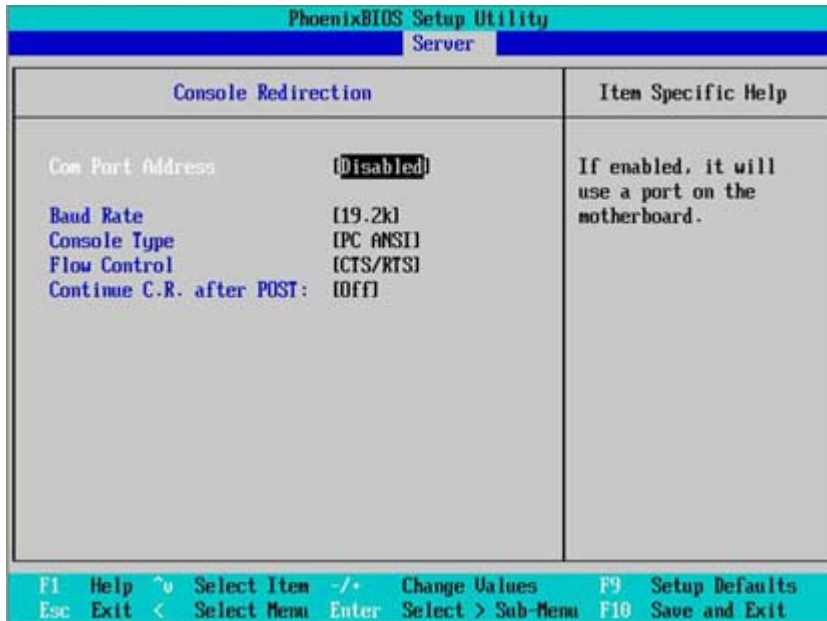 PhoenixBIOS Setup Utility
Server
Console Redirection
Item Specific Help
Com Port Address [Disabled]
Baud Rate [19.2k]
Console Type [PC ANSI]
Flow Control [CTS/RTS]
Continue C.R. after POST: [Off]
If enabled, it will
use a port on the
motherboard.
F1 Help ^v Select Item -/+ Change Values F9 Setup Defaults
Esc Exit < Select Menu Enter Select > Sub-Menu F10 Save and Exit